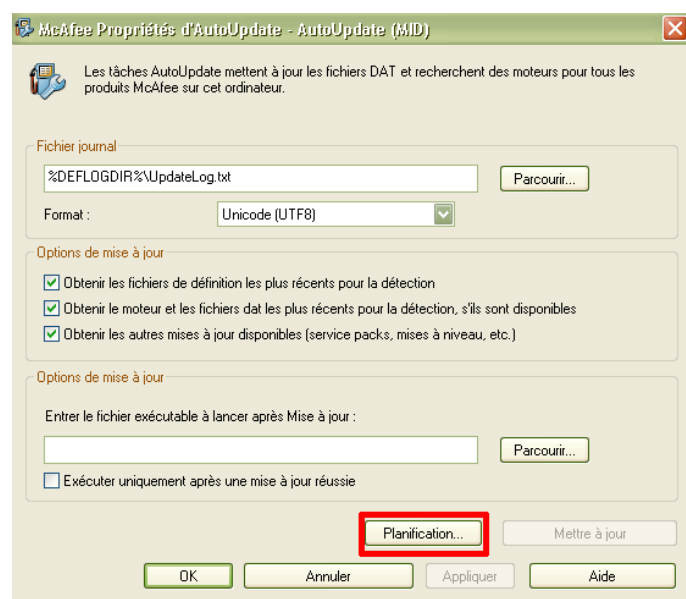 McAfee Propriétés d'AutoUpdate - AutoUpdate (MID)
Les tâches AutoUpdate mettent à jour les fichiers DAT et recherchent des moteurs pour tous les
produits McAfee sur cet ordinateur.
Fichier journal
%DEFLOGDIR%\UpdateLog.txt
Parcourir...
Format :
Unicode (UTF8)
Options de mise à jour
Obtenir les fichiers de définition les plus récents pour la détection
Obtenir le moteur et les fichiers dat les plus récents pour la détection, s'ils sont disponibles
Obtenir les autres mises à jour disponibles (service packs, mises à niveau, etc.)
Options de mise à jour
Entrer le fichier exécutable à lancer après Mise à jour :
Parcourir...
Exécuter uniquement après une mise à jour réussie
Planification...
Mettre à jour
OK
Annuler
Appliquer
Aide